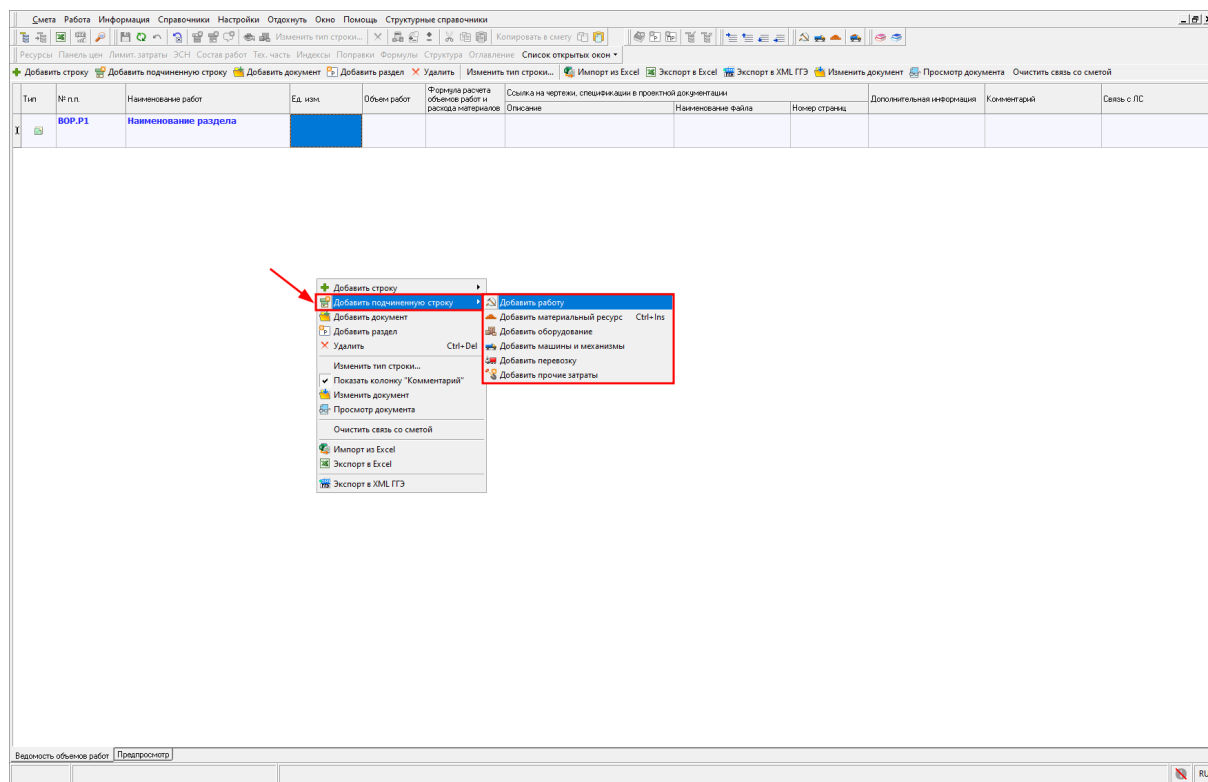 Смета Работа Информация Справочники Настройки Отдохнуть Окно Помощь Структурные справочники
Изменить тип строки... Копировать в смету
Ресурсы Панель цен Лимит. затраты ЭСН Состав работ Тех. часть Индексы Поправки Формулы Структура Оглавление Список открытых окон
Добавить строку Добавить подчиненную строку Добавить документ Добавить раздел Удалить Изменить тип строки... Импорт из Excel Экспорт в Excel Экспорт в XML ГГЭ Изменить документ Просмотр документа Очистить связь со сметой
Тип № п.п. Наименование работ Ед. изм. Объем работ Формула расчета объемов работ и расхода материалов Ссылка на чертежи, спецификации в проектной документации Дополнительная информация Комментарий Связь с ЛС
Описание Наименование файла Номер страниц
ВОР.Р1 Наименование раздела
Добавить строку
Добавить подчиненную строку Добавить работу
Добавить документ Добавить материальный ресурс Ctrl+Ins
Добавить раздел Добавить оборудование
Удалить Ctrl+Del Добавить машины и механизмы
Добавить перевозку
Изменить тип строки...
Добавить прочие затраты
Показать колонку "Комментарий"
Изменить документ
Просмотр документа
Очистить связь со сметой
Импорт из Excel
Экспорт в Excel
Экспорт в XML ГГЭ
Ведомость объемов работ Предпросмотр
RU